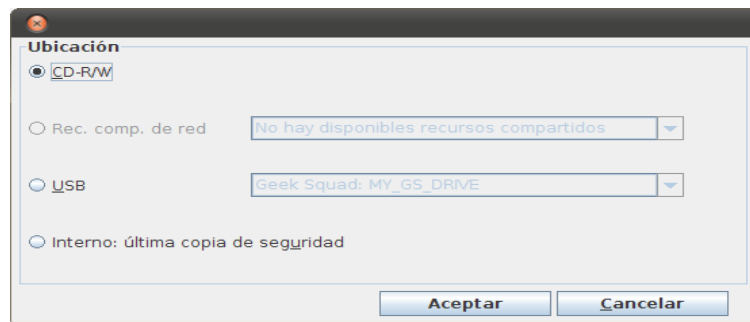 Ubicación
CD-R/W
Rec. comp. de red No hay disponibles recursos compartidos
USB Geek Squad: MY_GS_DRIVE
Interno: última copia de seguridad
Aceptar Cancelar